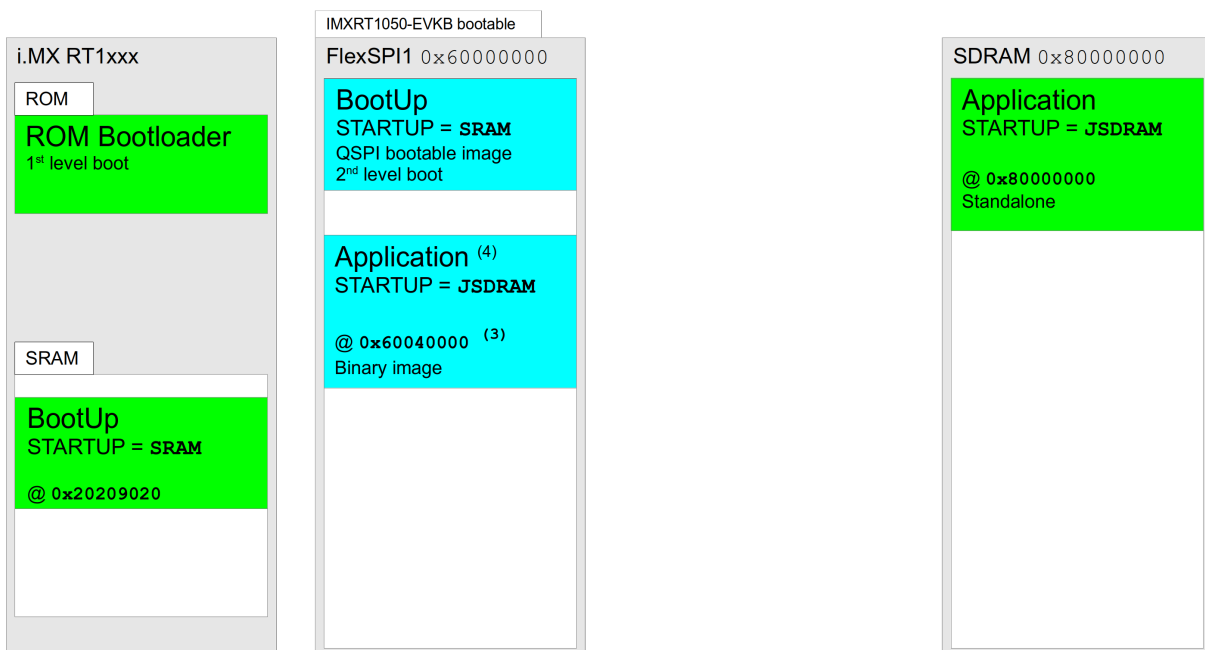 i.MX RT1xxx
ROM
ROM Bootloader
1st level boot
SRAM
BootUp
STARTUP = SRAM
@ 0x20209020
IMXRT1050-EVKB bootable
FlexSPI1 0x60000000
BootUp
STARTUP = SRAM
QSPI bootable image
2nd level boot
Application (4)
STARTUP = JSDRAM
@ 0x60040000 (3)
Binary image
SDRAM 0x80000000
Application
STARTUP = JSDRAM
@ 0x80000000
Standalone